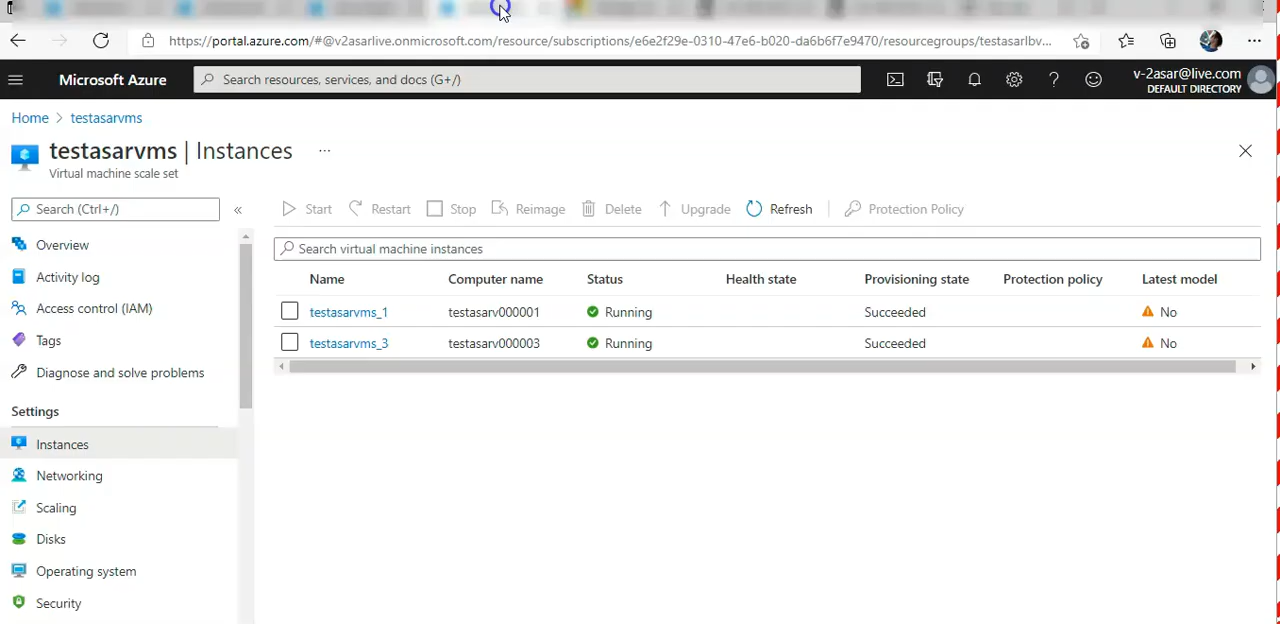 https://portal.azure.com/#@v2asarlive.onmicrosoft.com/resource/subscriptions/e6e2f29e-0310-47e6-b020-da6b6f7e9470/resourcegroups/testasarlbv...
Microsoft Azure
Search resources, services, and docs (G+/)
v-2asar@live.com
DEFAULT DIRECTORY
Home > testasarvms
testasarvms | Instances ...
Virtual machine scale set
Search (Ctrl+/)
«
Start Restart Stop Reimage Delete Upgrade Refresh Protection Policy
Search virtual machine instances
Name Computer name Status Health state Provisioning state Protection policy Latest model
testasarvms_1 testasarv000001 Running Succeeded No
testasarvms_3 testasarv000003 Running Succeeded No
Overview
Activity log
Access control (IAM)
Tags
Diagnose and solve problems
Settings
Instances
Networking
Scaling
Disks
Operating system
Security